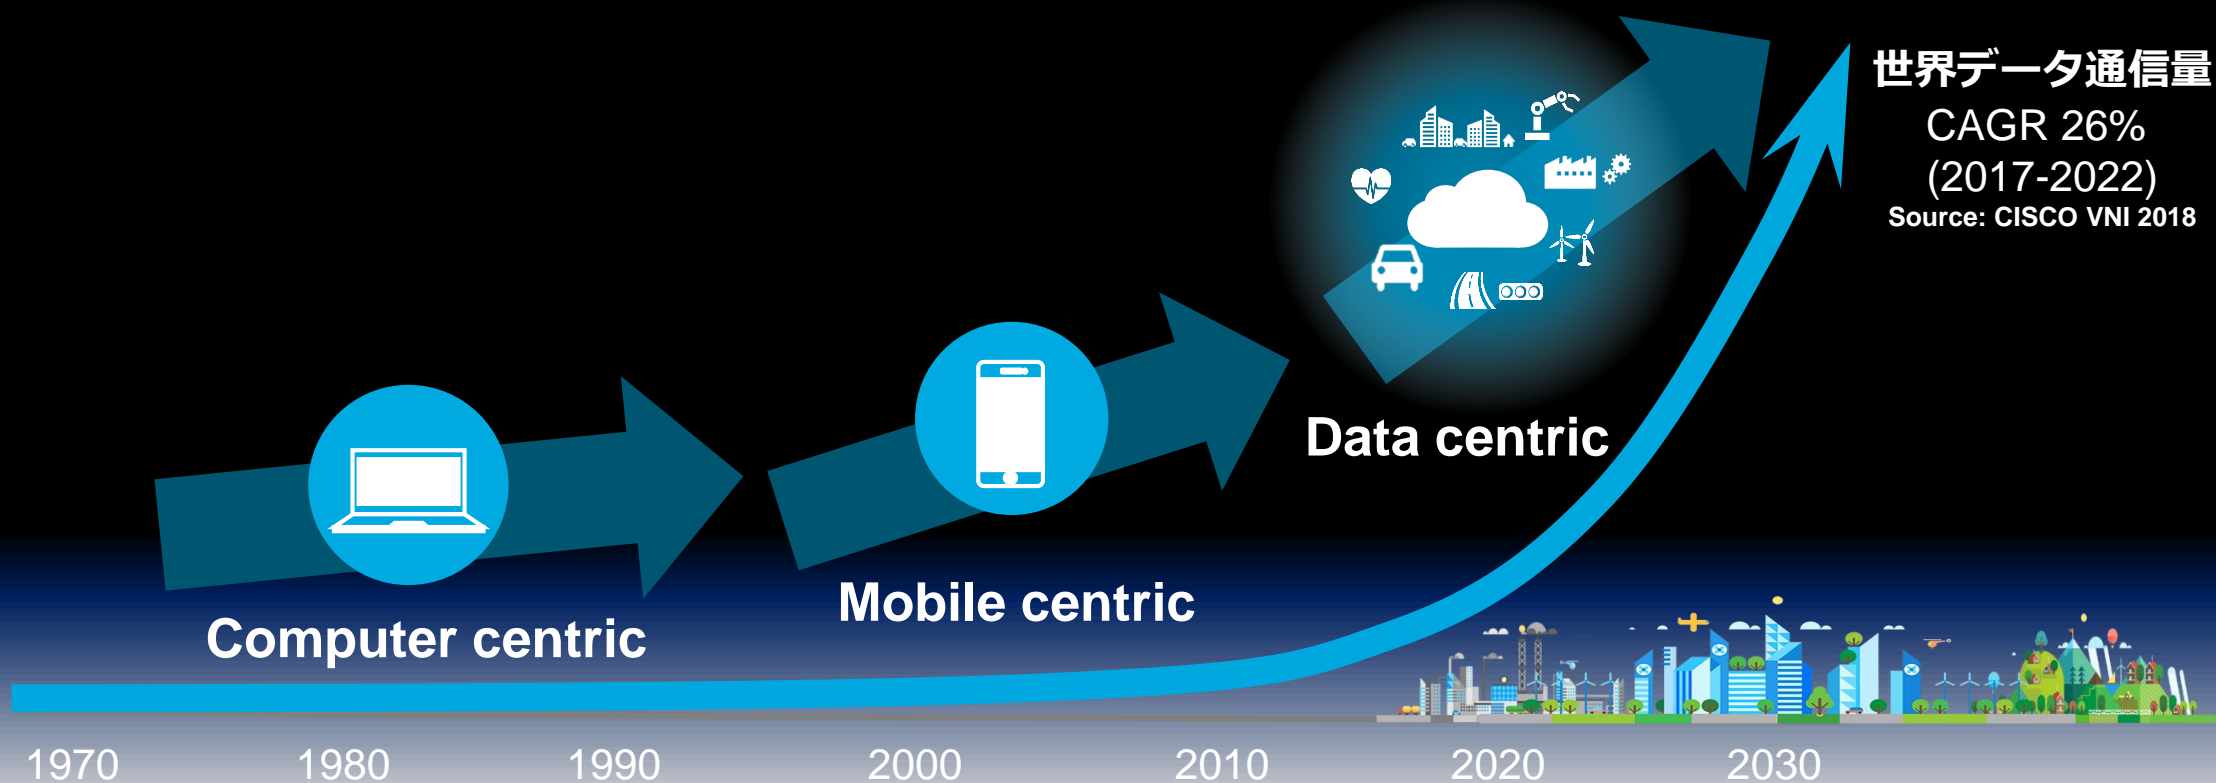 世界データ通信量
CAGR 26%
(2017-2022)
Source: CISCO VNI 2018
Data centric
Mobile centric
Computer centric
1970 1980 1990 2000 2010 2020 2030